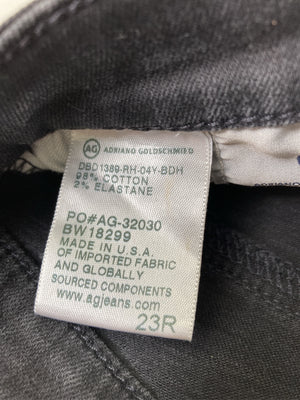 AG ADRIANO GOLDSCHMIED
DBD1389-RH-04Y-BDH
98% COTTON
2% ELASTANE
PO#AG-32030
BW18299
MADE IN U.S.A.
OF IMPORTED FABRIC
AND GLOBALLY
SOURCED COMPONENTS
www.agjeans.com
23R